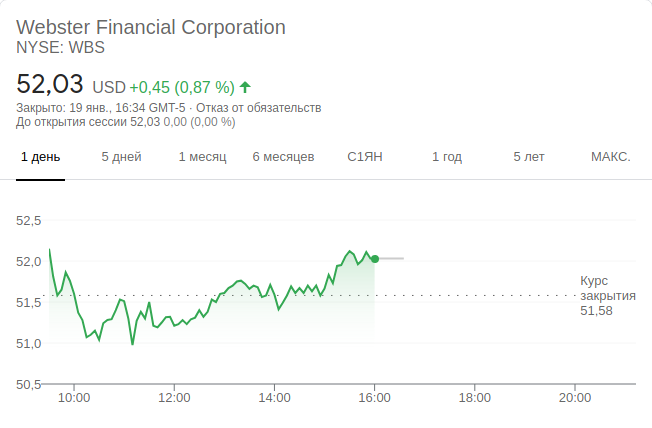 Webster Financial Corporation
NYSE: WBS
52,03 USD +0,45 (0,87 %)
Закрыто: 19 янв., 16:34 GMT-5 · Отказ от обязательств
До открытия сессии 52,03 0,00 (0,00 %)
1 день 5 дней 1 месяц 6 месяцев С1ЯН 1 год 5 лет МАКС.
52,5
52,0
51,5
51,0
50,5
Курс
закрытия
51,58
10:00 12:00 14:00 16:00 18:00 20:00